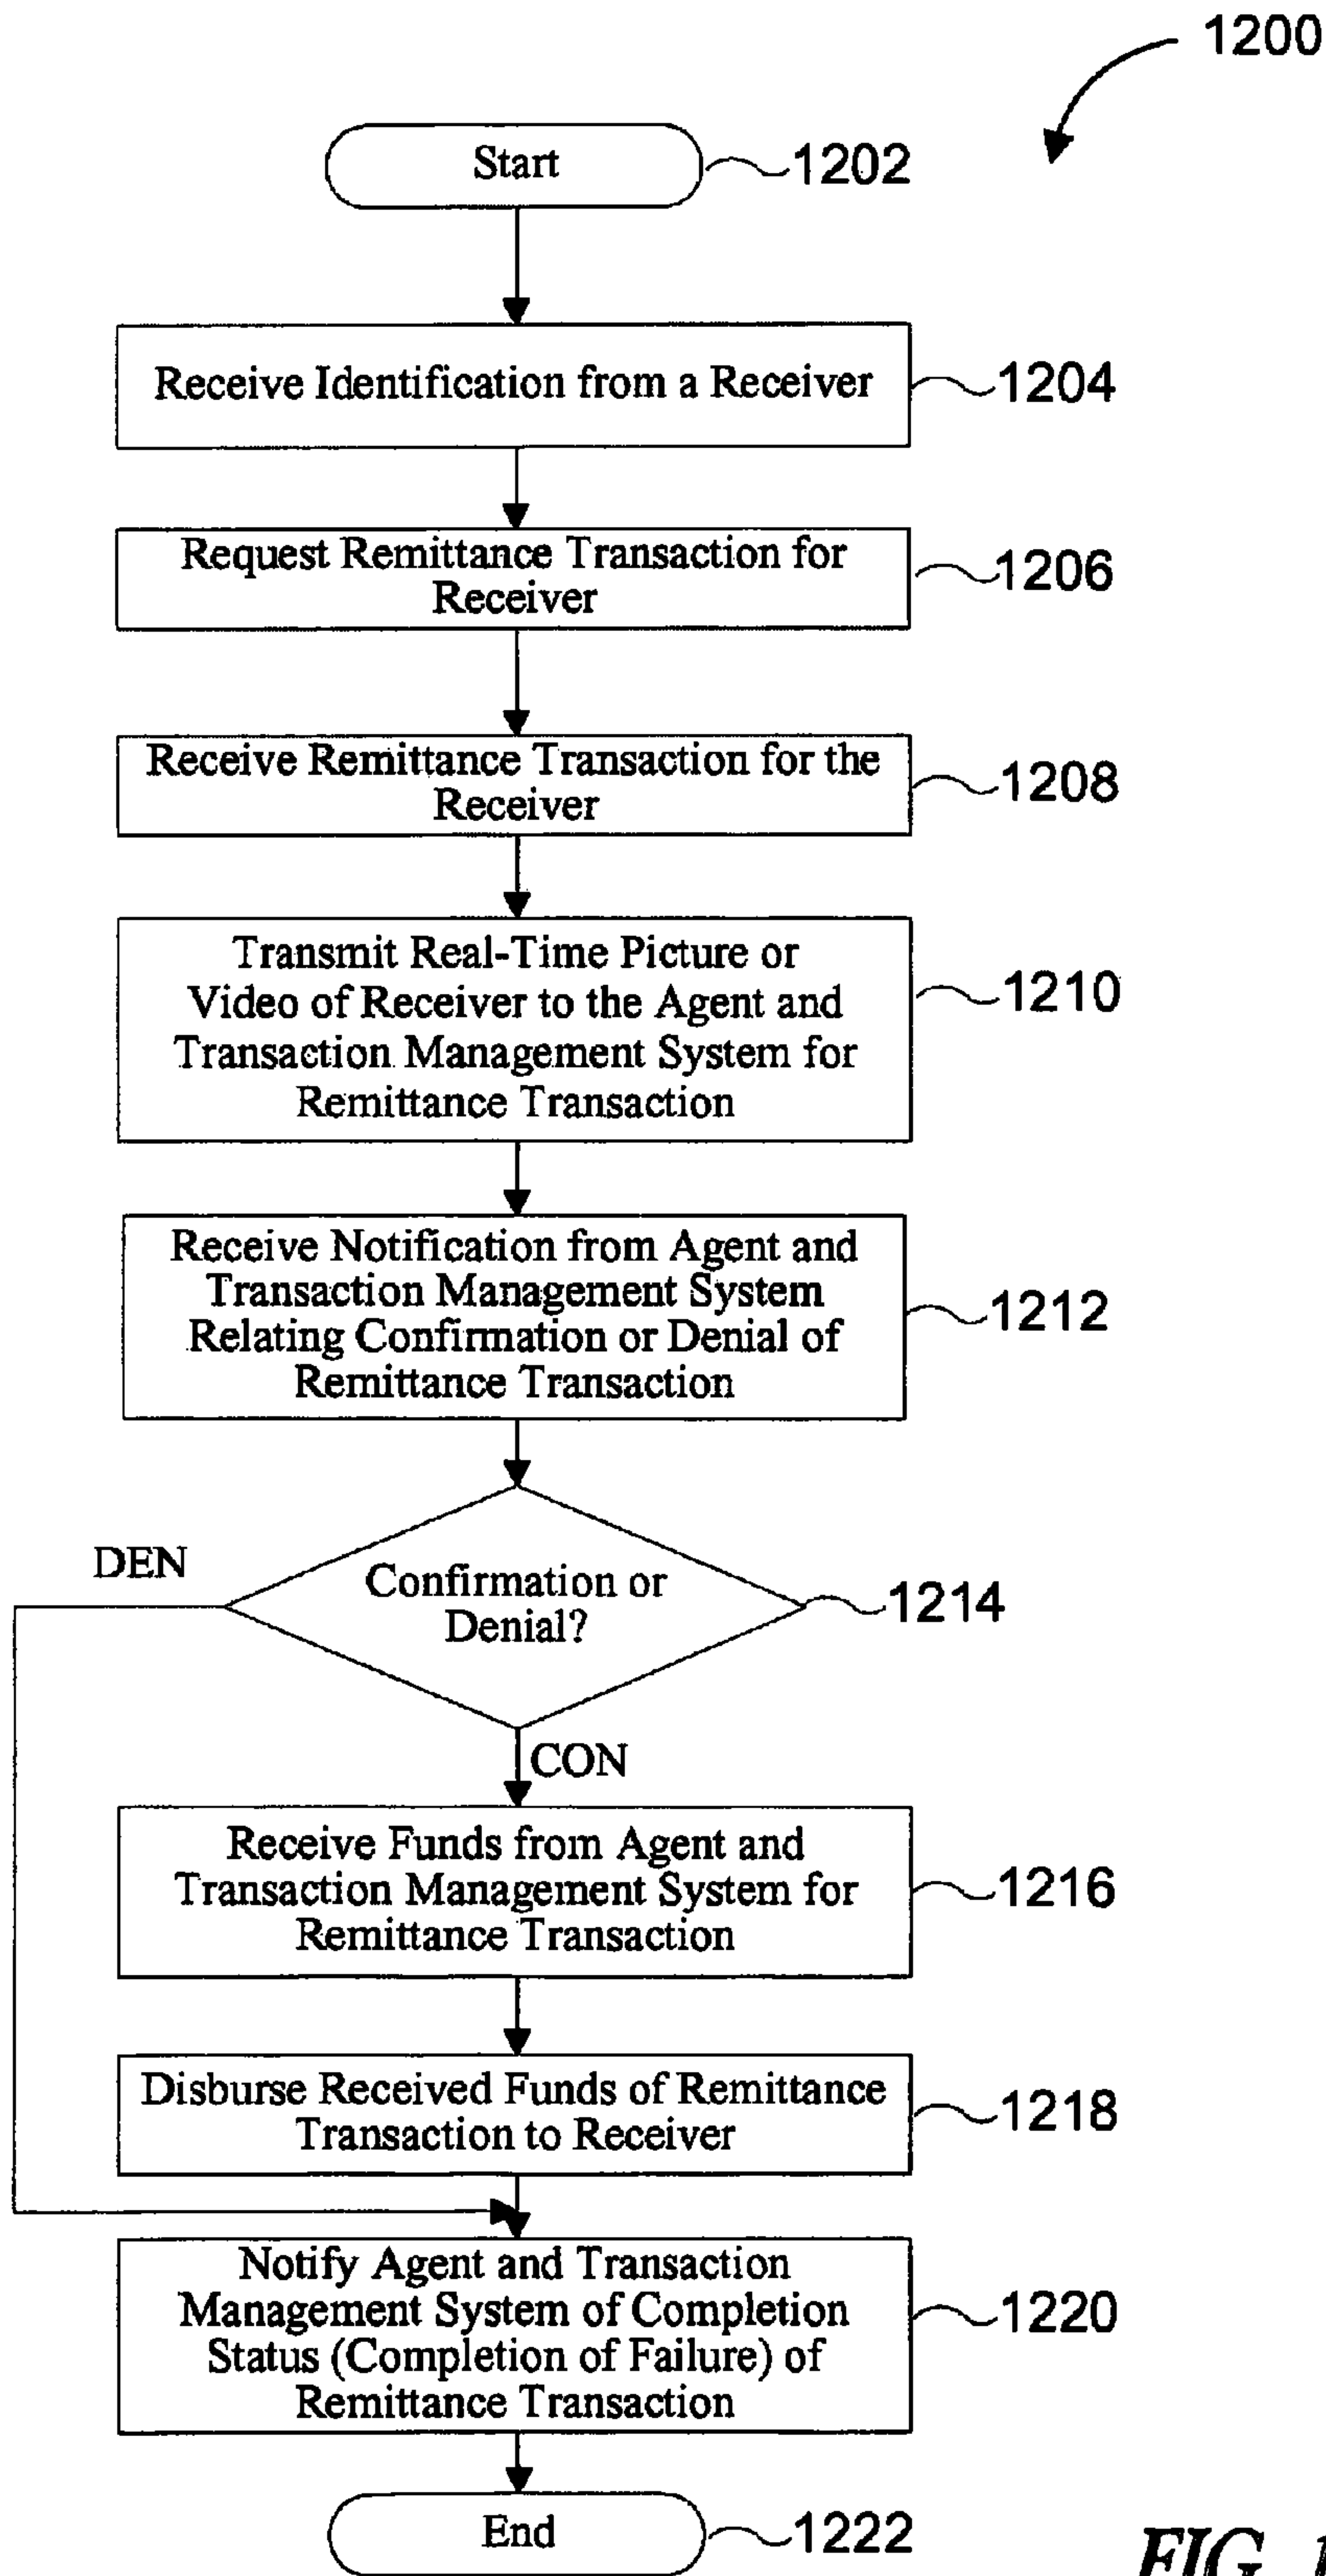 1200
Start
1202
Receive Identification from a Receiver
1204
Request Remittance Transaction for
Receiver
1206
Receive Remittance Transaction for the
Receiver
1208
Transmit Real-Time Picture or
Video of Receiver to the Agent and
Transaction Management System for
Remittance Transaction
1210
Receive Notification from Agent and
Transaction Management System
Relating Confirmation or Denial of
Remittance Transaction
1212
DEN
Confirmation or
Denial?
1214
CON
Receive Funds from Agent and
Transaction Management System for
Remittance Transaction
1216
Disburse Received Funds of Remittance
Transaction to Receiver
1218
Notify Agent and Transaction
Management System of Completion
Status (Completion of Failure) of
Remittance Transaction
1220
End
1222
FIG.